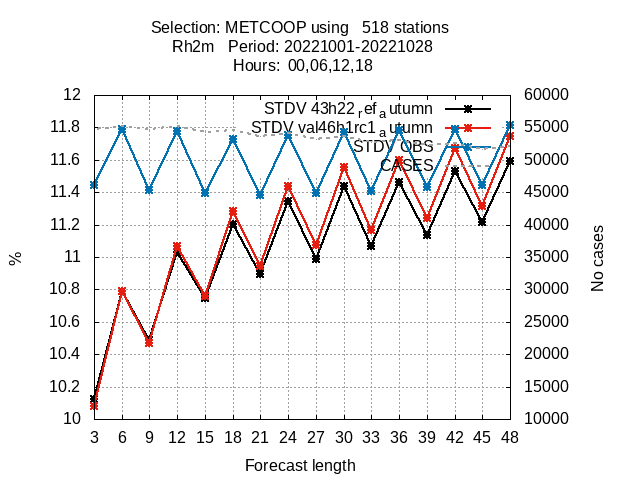 Selection: METCOOP using   518 stations
Rh2m   Period: 20221001-20221028
Hours:  00,06,12,18
STDV 43h22ref autumn
STDV val46h1rc1autumn
STDV OBS
CASES
12
11.8
11.6
11.4
11.2
11
10.8
10.6
10.4
10.2
10
%
60000
55000
50000
45000
40000
35000
30000
25000
20000
15000
10000
No cases
3 6 9 12 15 18 21 24 27 30 33 36 39 42 45 48
Forecast length